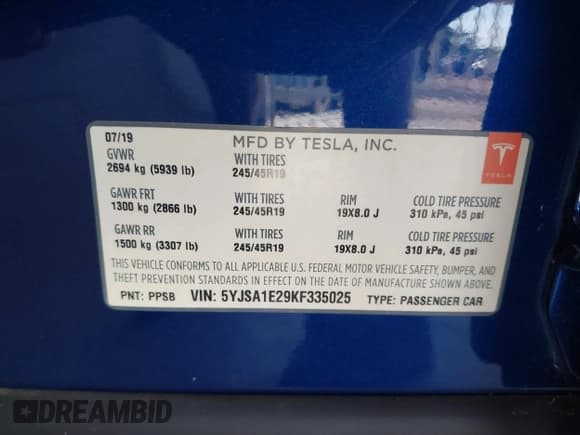 07/19 MFD BY TESLA, INC.
GVWR WITH TIRES
2694 kg (5939 lb) 245/45R19
TESLA
GAWR FRT WITH TIRES RIM COLD TIRE PRESSURE
1300 kg (2866 lb) 245/45R19 19X8.0 J 310 kPa, 45 psi
GAWR RR WITH TIRES RIM COLD TIRE PRESSURE
1500 kg (3307 lb) 245/45R19 19X8.0 J 310 kPa, 45 psi
THIS VEHICLE CONFORMS TO ALL APPLICABLE U.S. FEDERAL MOTOR VEHICLE SAFETY, BUMPER, AND
THEFT PREVENTION STANDARDS IN EFFECT ON THE DATE OF MANUFACTURE SHOWN ABOVE.
PNT: PPSB VIN: 5YJSA1E29KF335025 TYPE: PASSENGER CAR
DREAMBID